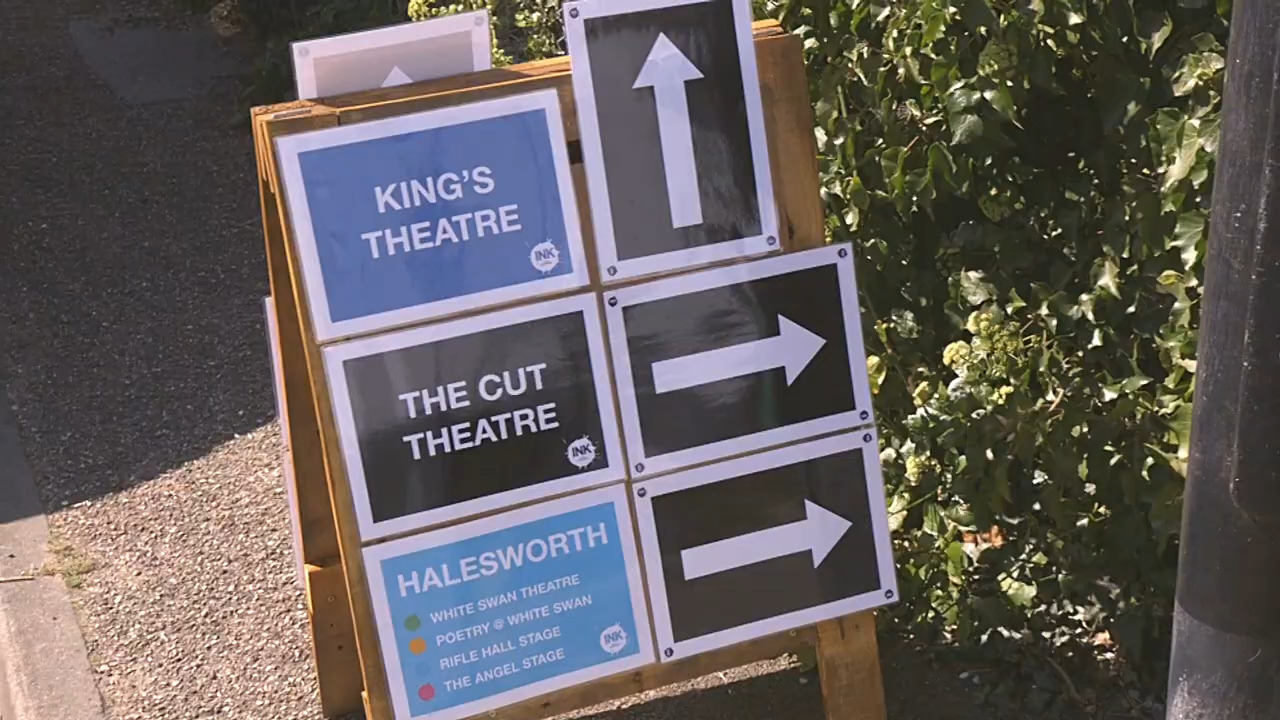 KING'S
THEATRE
INK
THE CUT
THEATRE
INK
HALESWORTH
WHITE SWAN THEATRE
POETRY @ WHITE SWAN
RIFLE HALL STAGE
THE ANGEL STAGE
INK